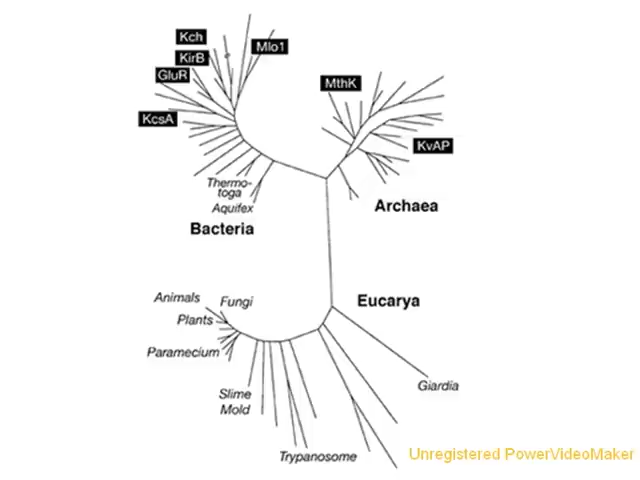 Kch
Mlo1
KirB
GluR
MthK
KcsA
KvAP
Thermo-
toga
Aquifex
Archaea
Bacteria
Animals
Fungi
Eucarya
Plants
Paramecium
Giardia
Slime
Mold
Trypanosome
Unregistered PowerVideoMaker